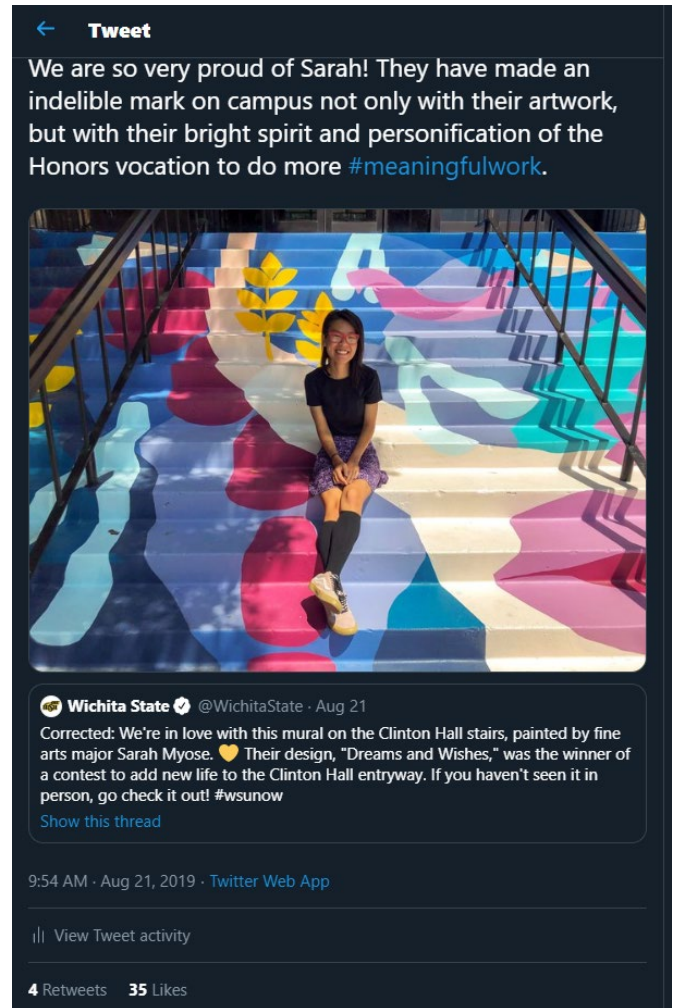 Tweet
We are so very proud of Sarah! They have made an
indelible mark on campus not only with their artwork,
but with their bright spirit and personification of the
Honors vocation to do more #meaningfulwork.
Wichita State @WichitaState · Aug 21
Corrected: We're in love with this mural on the Clinton Hall stairs, painted by fine
arts major Sarah Myose. 💛 Their design, "Dreams and Wishes," was the winner of
a contest to add new life to the Clinton Hall entryway. If you haven't seen it in
person, go check it out! #wsunow
Show this thread
9:54 AM · Aug 21, 2019 · Twitter Web App
View Tweet activity
4 Retweets 35 Likes